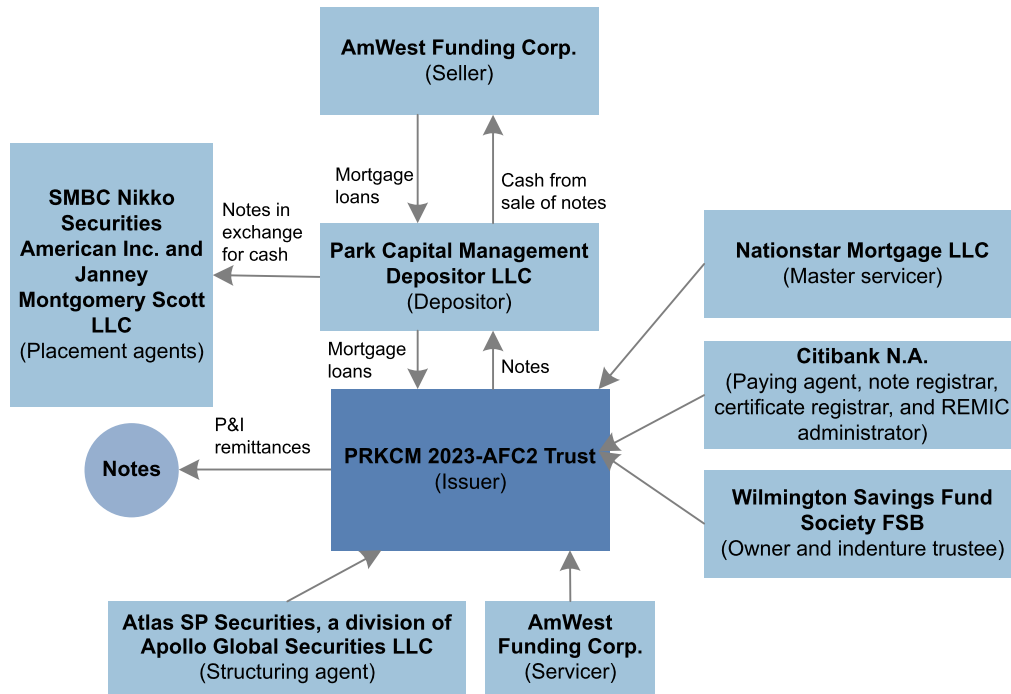 AmWest Funding Corp.
(Seller)
Mortgage
loans
Cash from
sale of notes
SMBC Nikko
Securities
American Inc. and
Janney
Montgomery Scott
LLC
(Placement agents)
Notes in
exchange
for cash
Park Capital Management
Depositor LLC
(Depositor)
Nationstar Mortgage LLC
(Master servicer)
Mortgage
loans
Notes
Citibank N.A.
(Paying agent, note registrar,
certificate registrar, and REMIC
administrator)
P&I
remittances
Notes
PRKCM 2023-AFC2 Trust
(Issuer)
Wilmington Savings Fund
Society FSB
(Owner and indenture trustee)
Atlas SP Securities, a division of
Apollo Global Securities LLC
(Structuring agent)
AmWest
Funding Corp.
(Servicer)